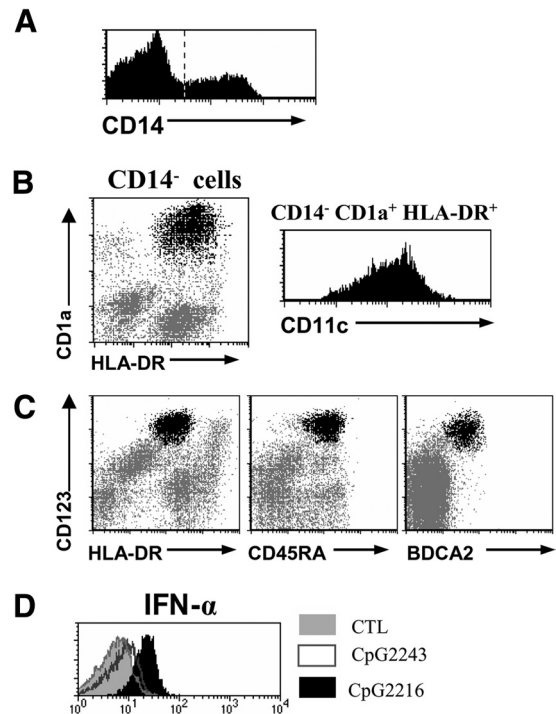 A
CD14
B
CD14⁻ cells
CD1a
HLA-DR
CD14⁻ CD1a⁺ HLA-DR⁺
CD11c
C
CD123
HLA-DR
CD45RA
BDCA2
D
IFN-α
10⁰ 10¹ 10² 10³ 10⁴
CTL
CpG2243
CpG2216